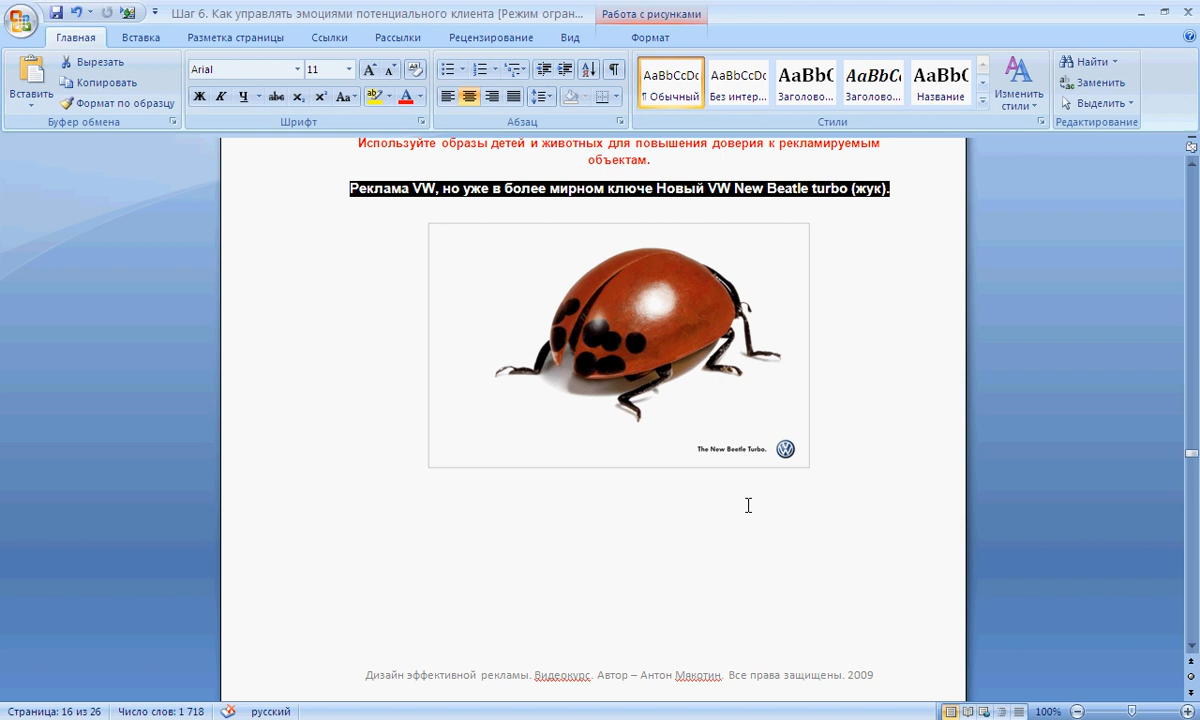 Шаг 6. Как управлять эмоциями потенциального клиента [Режим огран...
Работа с рисунками
Главная
Вставка
Разметка страницы
Ссылки
Рассылки
Рецензирование
Вид
Формат
Вставить
Вырезать
Копировать
Формат по образцу
Буфер обмена
Arial
11
Ж К Ч abc x₂ x² Aa
Шрифт
Абзац
AaBbCcDc
¶ Обычный
AaBbCcDc
Без интер...
AaBbC
Заголово...
AaBbCc
Заголово...
AaBbC
Название
Изменить
стили
Стили
Найти
Заменить
Выделить
Редактирование
Используйте образы детей и животных для повышения доверия к рекламируемым
объектам.
Реклама VW, но уже в более мирном ключе Новый VW New Beatle turbo (жук).
The New Beetle Turbo.
Дизайн эффективной рекламы. Видеокурс. Автор – Антон Мякотин. Все права защищены. 2009
Страница: 16 из 26
Число слов: 1 718
русский
100%